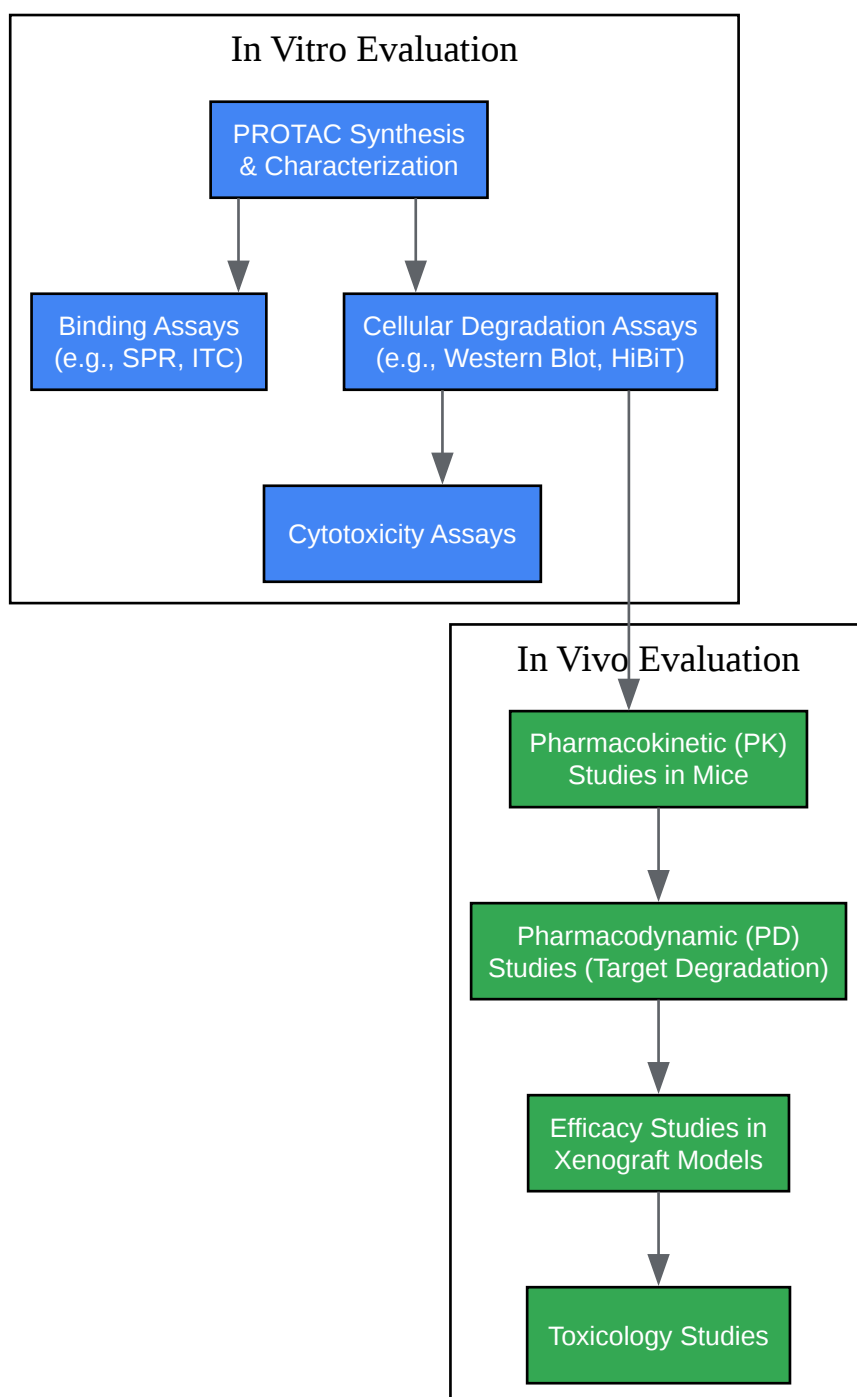 In Vitro Evaluation
PROTAC Synthesis
& Characterization
Binding Assays
(e.g., SPR, ITC)
Cellular Degradation Assays
(e.g., Western Blot, HiBiT)
Cytotoxicity Assays
In Vivo Evaluation
Pharmacokinetic (PK)
Studies in Mice
Pharmacodynamic (PD)
Studies (Target Degradation)
Efficacy Studies in
Xenograft Models
Toxicology Studies